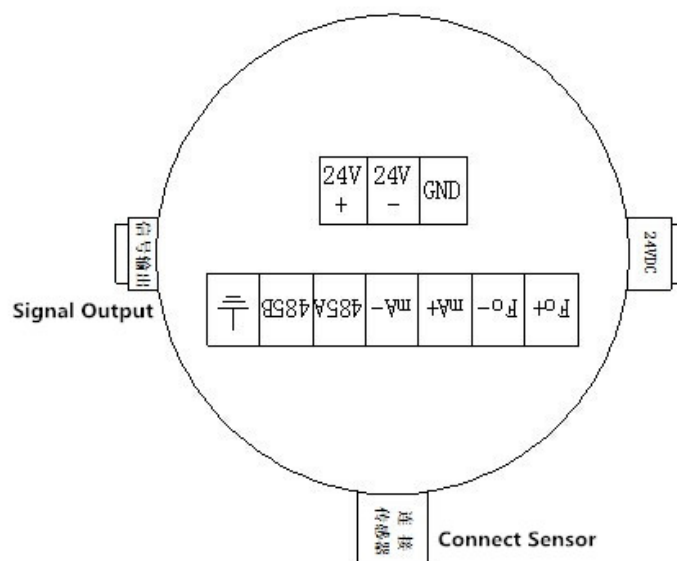 24V + 24V - GND
信号输出
24VDC
Signal Output
485B 485A mA- mA+ Fo- Fo+
连接
传感器
Connect Sensor